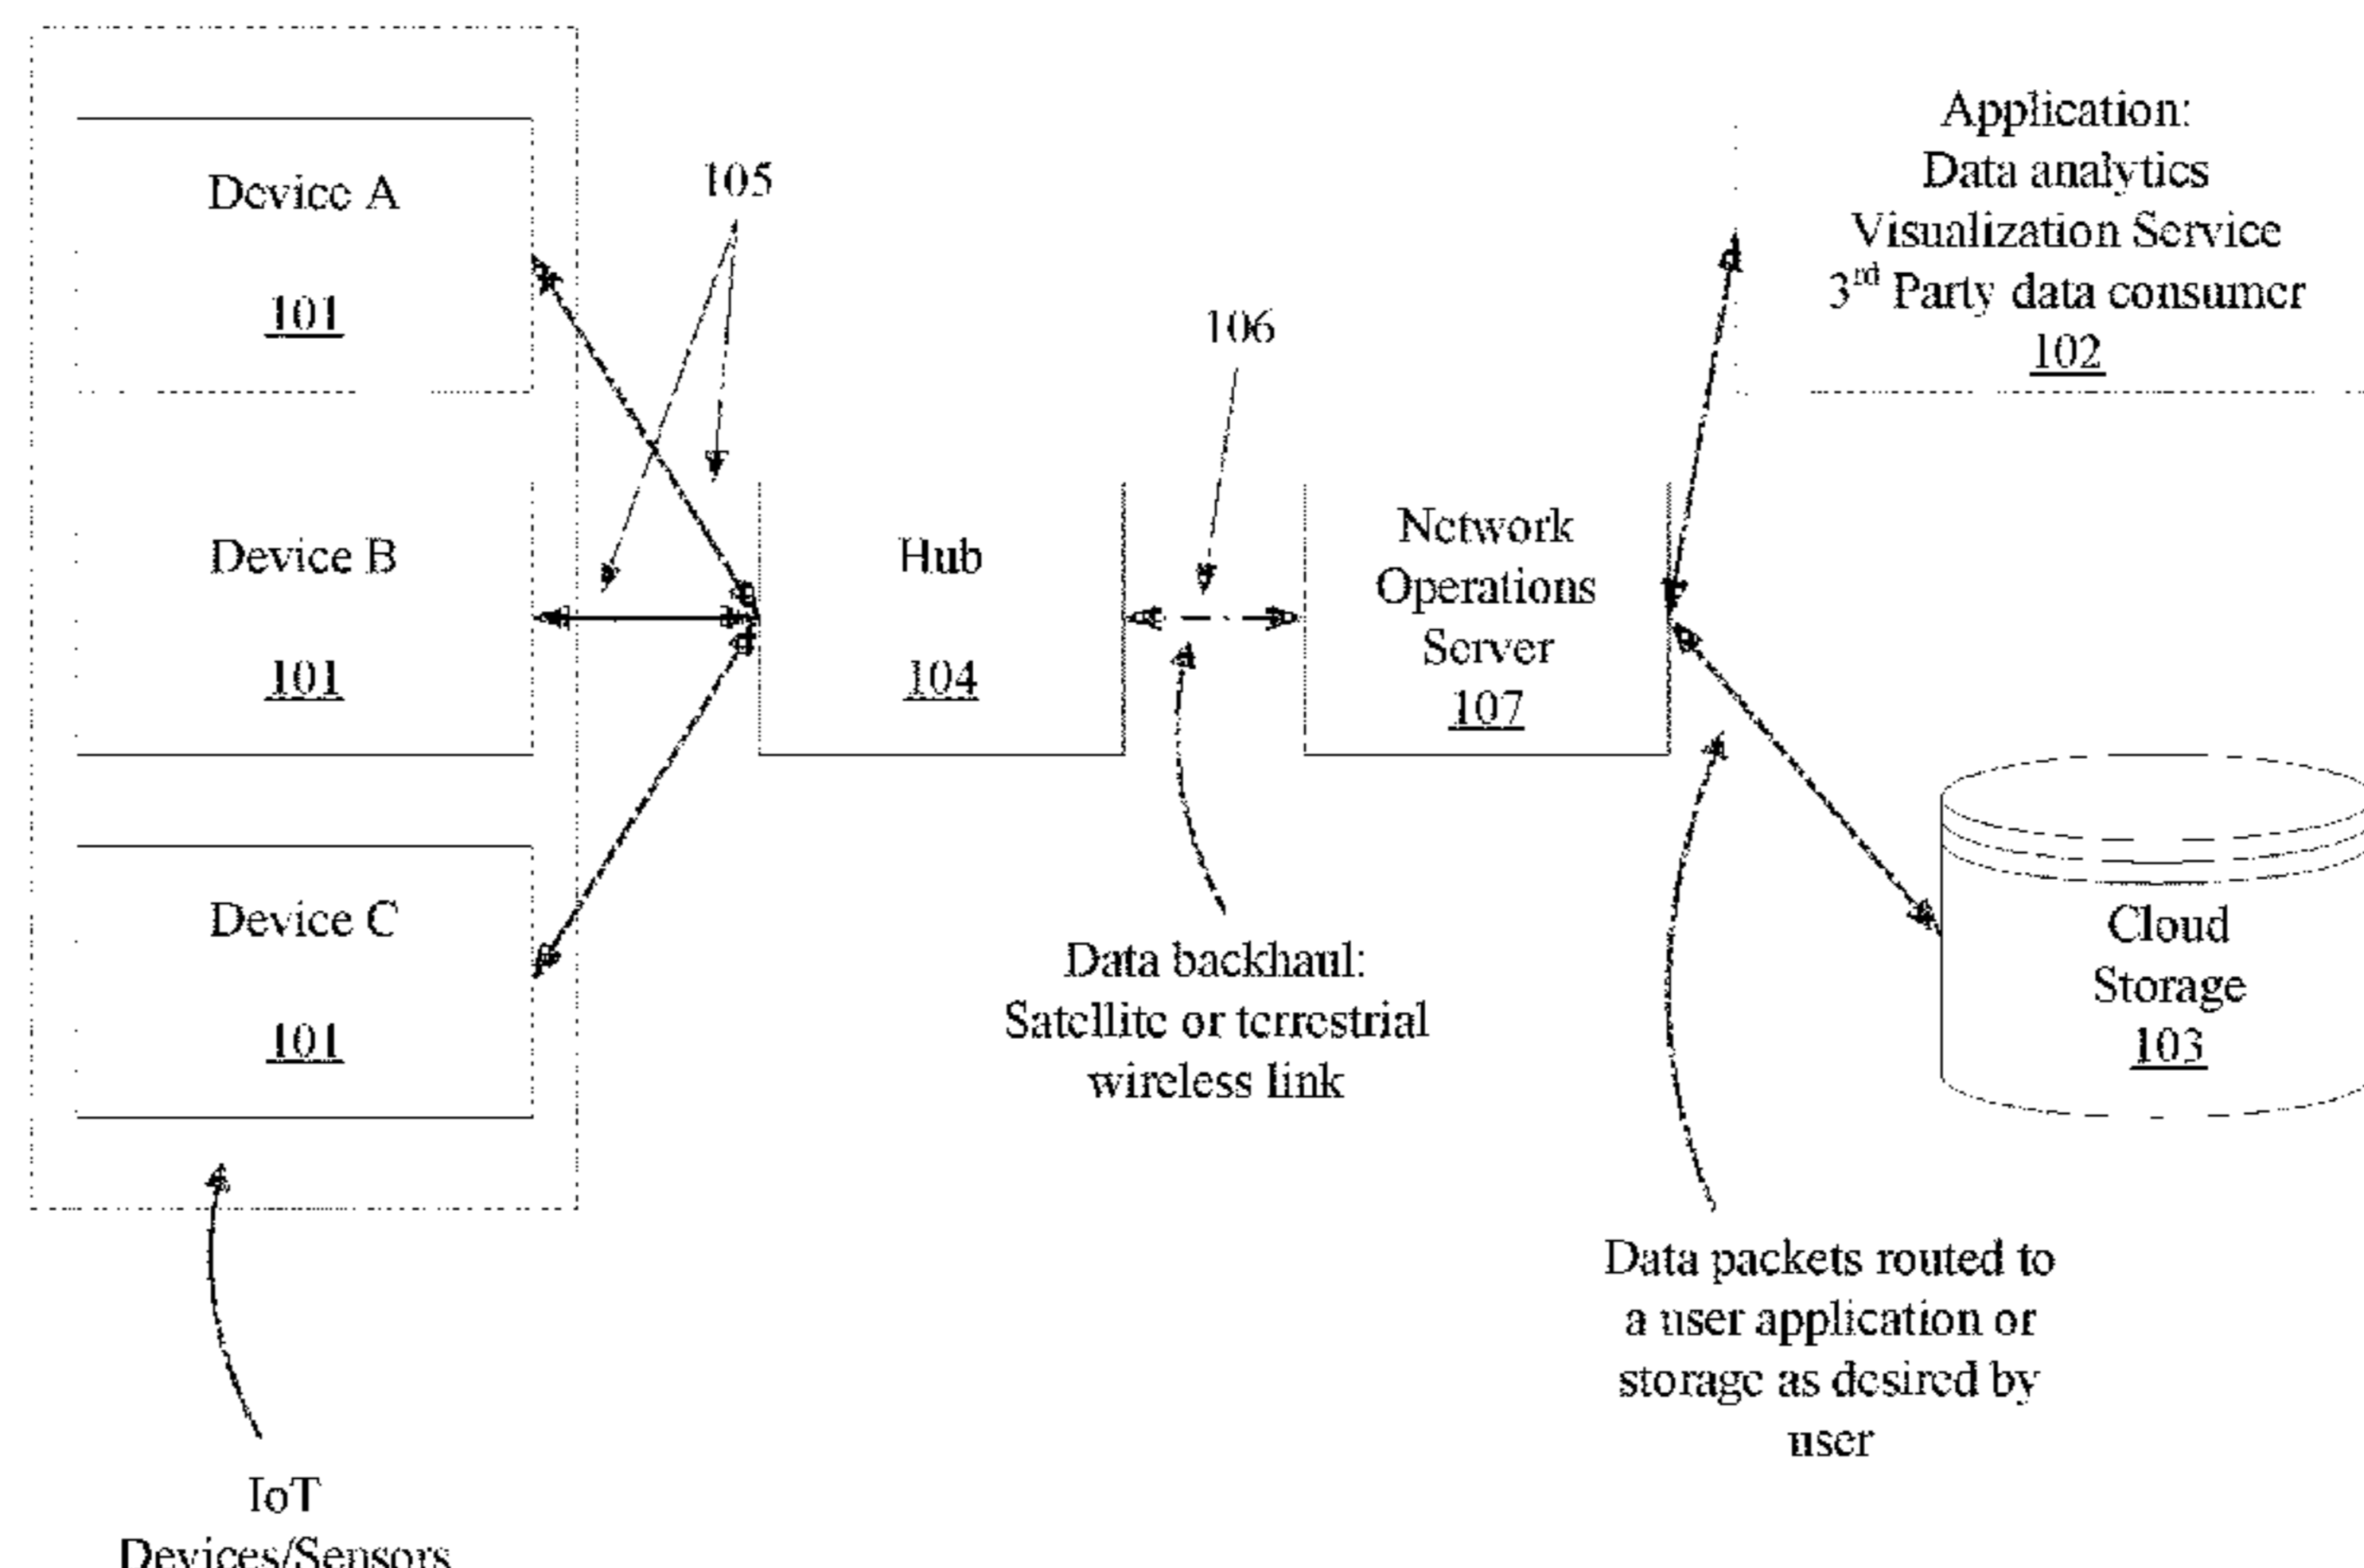 Device A
101
105
106
Application:
Data analytics
Visualization Service
3rd Party data consumer
102
Device B
101
Hub
104
Network
Operations
Server
107
Device C
101
Data backhaul:
Satellite or terrestrial
wireless link
Cloud
Storage
103
Data packets routed to
a user application or
storage as desired by
user
IoT
Devices/Sensors